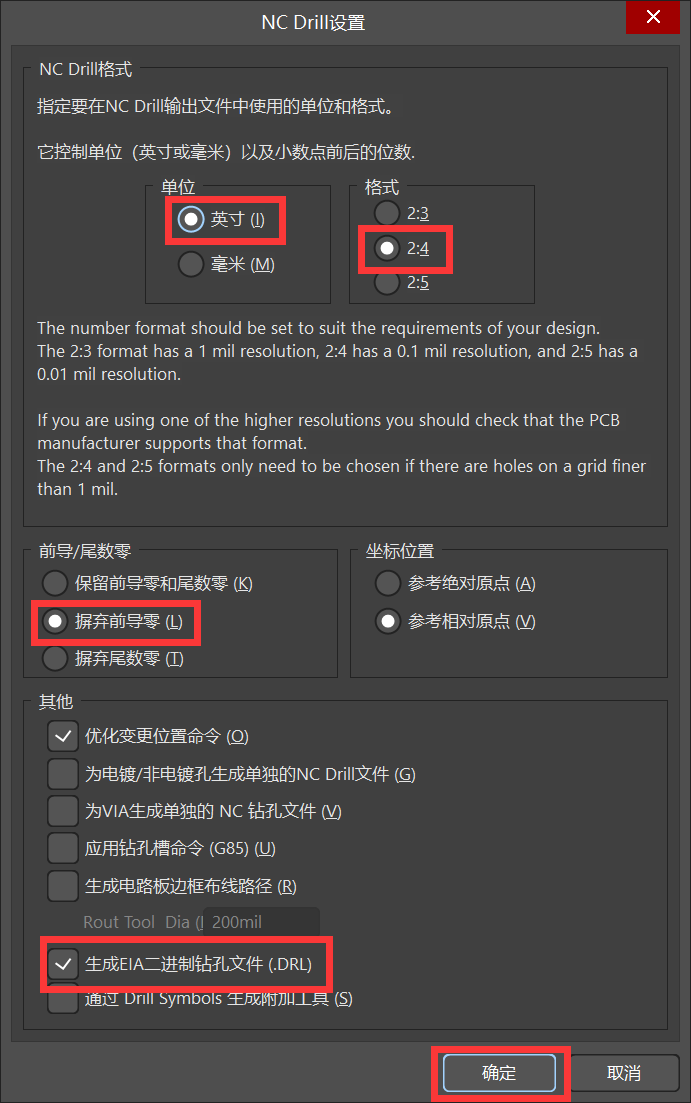 NC Drill设置
NC Drill格式
指定要在NC Drill输出文件中使用的单位和格式。
它控制单位（英寸或毫米）以及小数点前后的位数.
单位
格式
英寸 (I)
2:3
2:4
毫米 (M)
2:5
The number format should be set to suit the requirements of your design.
The 2:3 format has a 1 mil resolution, 2:4 has a 0.1 mil resolution, and 2:5 has a
0.01 mil resolution.
If you are using one of the higher resolutions you should check that the PCB
manufacturer supports that format.
The 2:4 and 2:5 formats only need to be chosen if there are holes on a grid finer
than 1 mil.
前导/尾数零
坐标位置
保留前导零和尾数零 (K)
参考绝对原点 (A)
摒弃前导零 (L)
参考相对原点 (V)
摒弃尾数零 (T)
其他
优化变更位置命令 (O)
为电镀/非电镀孔生成单独的NC Drill文件 (G)
为VIA生成单独的 NC 钻孔文件 (V)
应用钻孔槽命令 (G85) (U)
生成电路板边框布线路径 (R)
Rout Tool Dia (
200mil
生成EIA二进制钻孔文件 (.DRL)
通过 Drill Symbols 生成附加工具 (S)
确定
取消